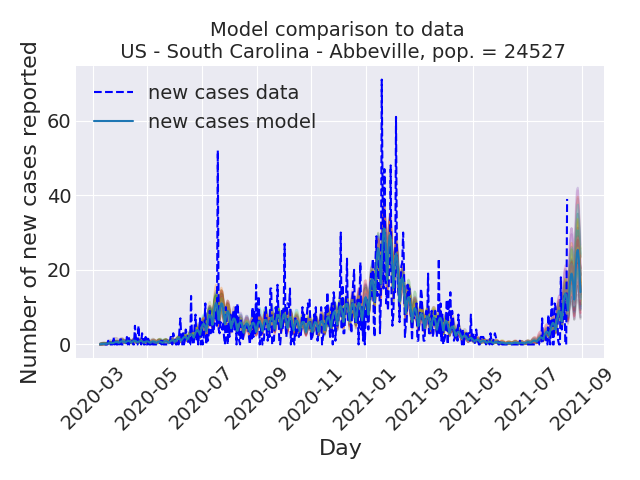 Model comparison to data
US - South Carolina - Abbeville, pop. = 24527
Number of new cases reported
60
40
20
0
new cases data
new cases model
2020-03
2020-05
2020-07
2020-09
2020-11
2021-01
2021-03
2021-05
2021-07
2021-09
Day